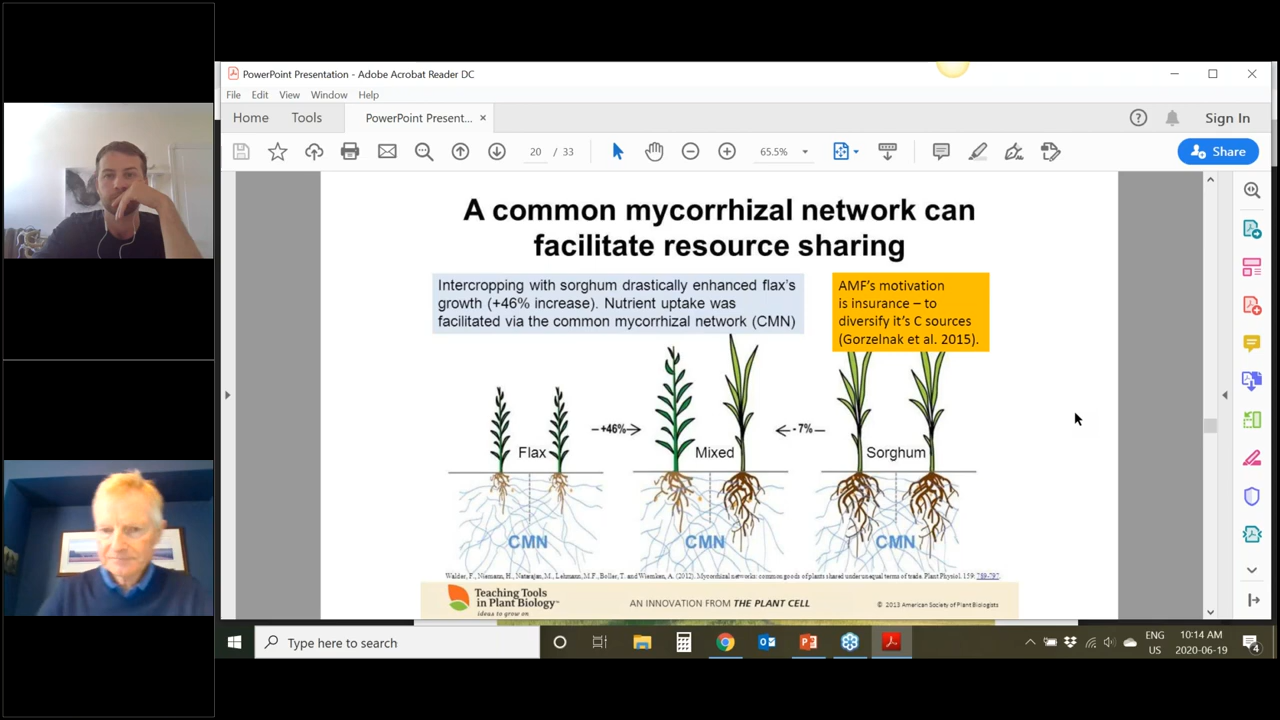 PowerPoint Presentation - Adobe Acrobat Reader DC
File Edit View Window Help
Home Tools PowerPoint Present... × Sign In
20 / 33 65.5% Share
A common mycorrhizal network can
facilitate resource sharing
Intercropping with sorghum drastically enhanced flax's
growth (+46% increase). Nutrient uptake was
facilitated via the common mycorrhizal network (CMN)
AMF's motivation
is insurance – to
diversify it's C sources
(Gorzelnak et al. 2015).
+46%
- 7%
Flax
Mixed
Sorghum
CMN
CMN
CMN
Walder, F., Niemann, H., Natarajan, M., Lehmann, M.F., Boller, T. and Wiemken, A. (2012). Mycorrhizal networks: common goods of plants shared under unequal terms of trade. Plant Physiol. 159: 789-797.
Teaching Tools
in Plant Biology™
ideas to grow on
AN INNOVATION FROM THE PLANT CELL
© 2013 American Society of Plant Biologists
Type here to search
ENG
US
10:14 AM
2020-06-19
4